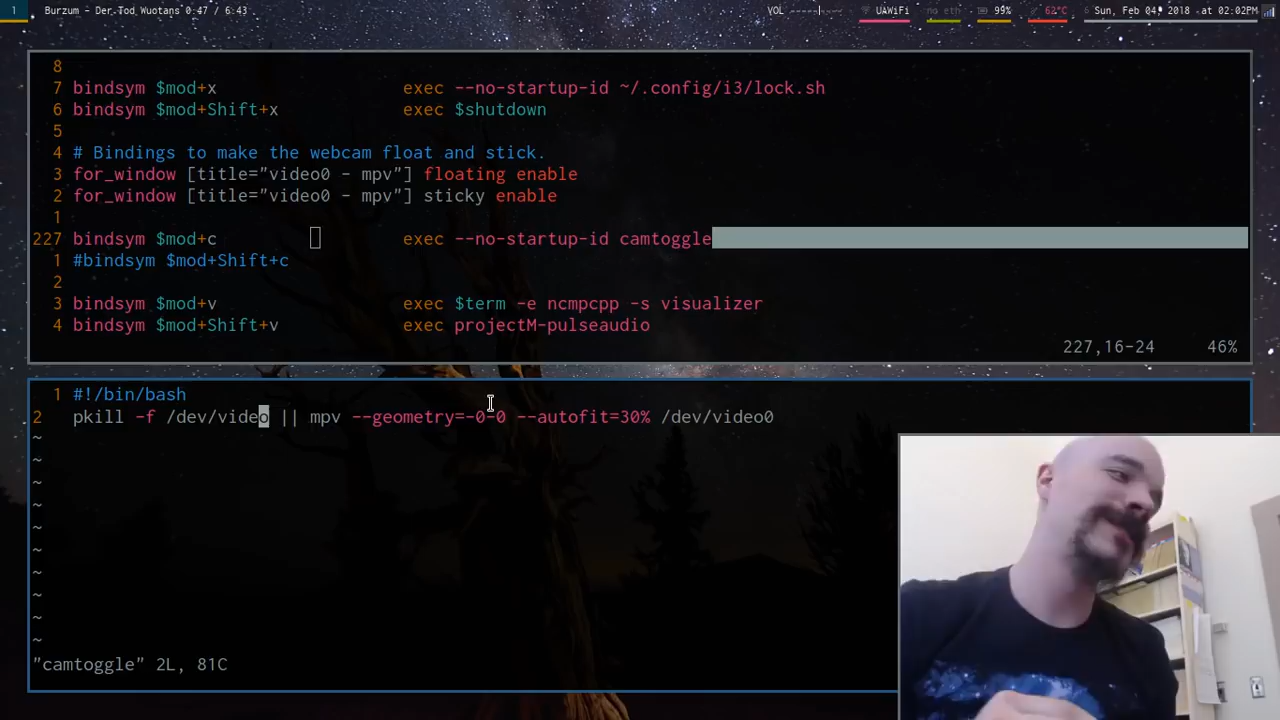 1 Burzum - Der Tod Wuotans 0:47 / 6:43 VOL UAWiFi no eth 99% 62°C Sun, Feb 04, 2018 -at 02:02PM
8
7 bindsym $mod+x exec --no-startup-id ~/.config/i3/lock.sh
6 bindsym $mod+Shift+x exec $shutdown
5
4 # Bindings to make the webcam float and stick.
3 for_window [title="video0 - mpv"] floating enable
2 for_window [title="video0 - mpv"] sticky enable
1
227 bindsym $mod+c exec --no-startup-id camtoggle
1 #bindsym $mod+Shift+c
2
3 bindsym $mod+v exec $term -e ncmpcpp -s visualizer
4 bindsym $mod+Shift+v exec projectM-pulseaudio
227,16-24 46%
1 #!/bin/bash
2 pkill -f /dev/video || mpv --geometry=-0-0 --autofit=30% /dev/video0
~
~
~
~
~
~
~
~
~
~
"camtoggle" 2L, 81C